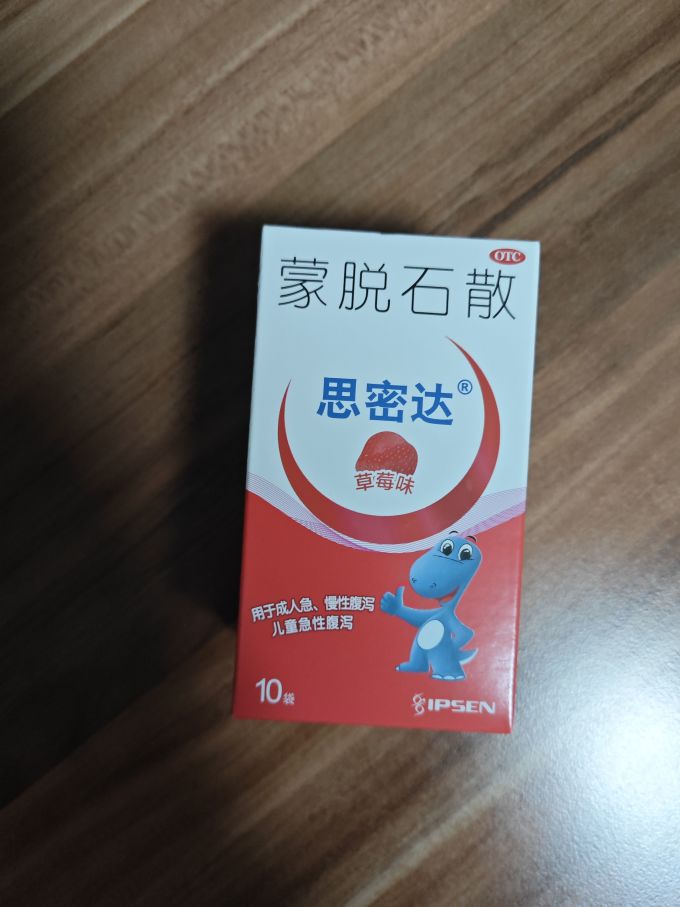 OTC
蒙脱石散
思密达®
草莓味
用于成人急、慢性腹泻
儿童急性腹泻
10袋
IPSEN